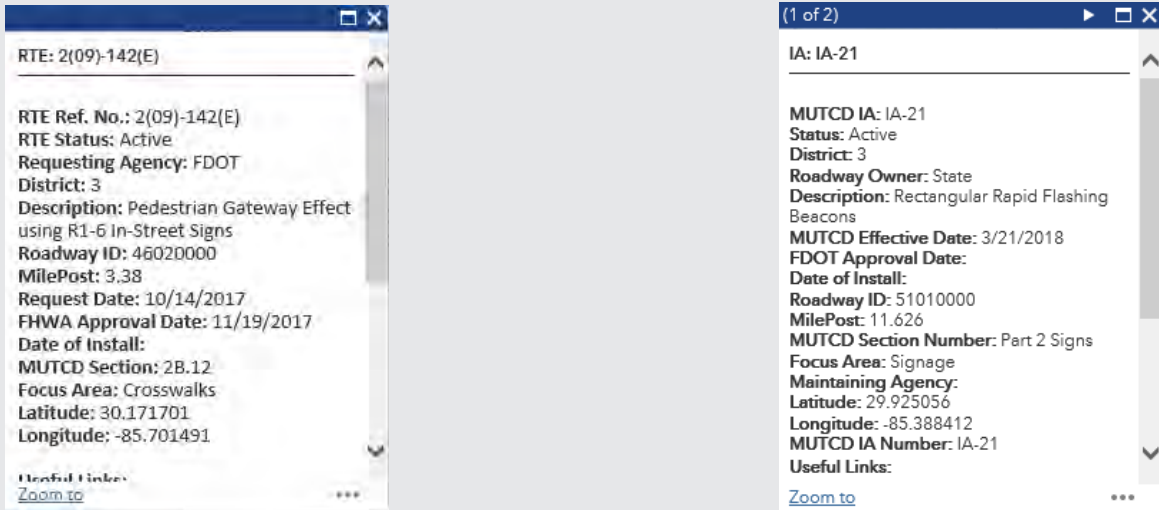 RTE: 2(09)-142(E)
RTE Ref. No.: 2(09)-142(E)
RTE Status: Active
Requesting Agency: FDOT
District: 3
Description: Pedestrian Gateway Effect
using R1-6 In-Street Signs
Roadway ID: 46020000
MilePost: 3.38
Request Date: 10/14/2017
FHWA Approval Date: 11/19/2017
Date of Install:
MUTCD Section: 2B.12
Focus Area: Crosswalks
Latitude: 30.171701
Longitude: -85.701491
Useful Links:
Zoom to
(1 of 2)
IA: IA-21
MUTCD IA: IA-21
Status: Active
District: 3
Roadway Owner: State
Description: Rectangular Rapid Flashing
Beacons
MUTCD Effective Date: 3/21/2018
FDOT Approval Date:
Date of Install:
Roadway ID: 51010000
MilePost: 11.626
MUTCD Section Number: Part 2 Signs
Focus Area: Signage
Maintaining Agency:
Latitude: 29.925056
Longitude: -85.388412
MUTCD IA Number: IA-21
Useful Links:
Zoom to